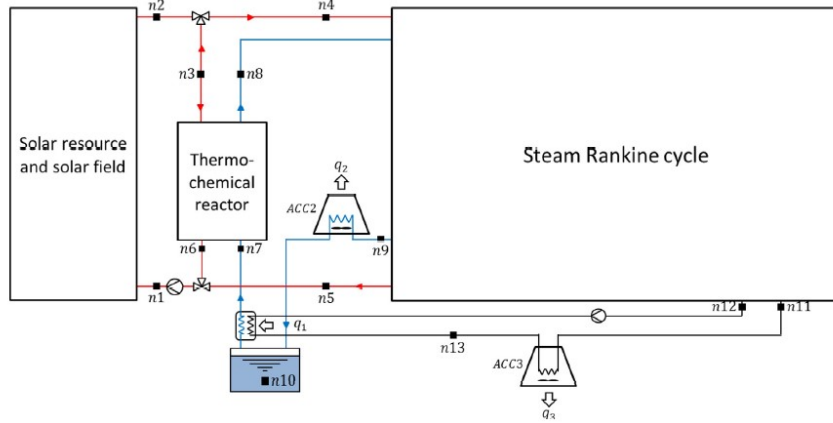 n2
n4
n3
n8
Solar resource
and solar field
Thermo-
chemical
reactor
Steam Rankine cycle
q2
ACC2
n6
n7
n9
n1
n5
n12
n11
q1
n13
n10
ACC3
q3